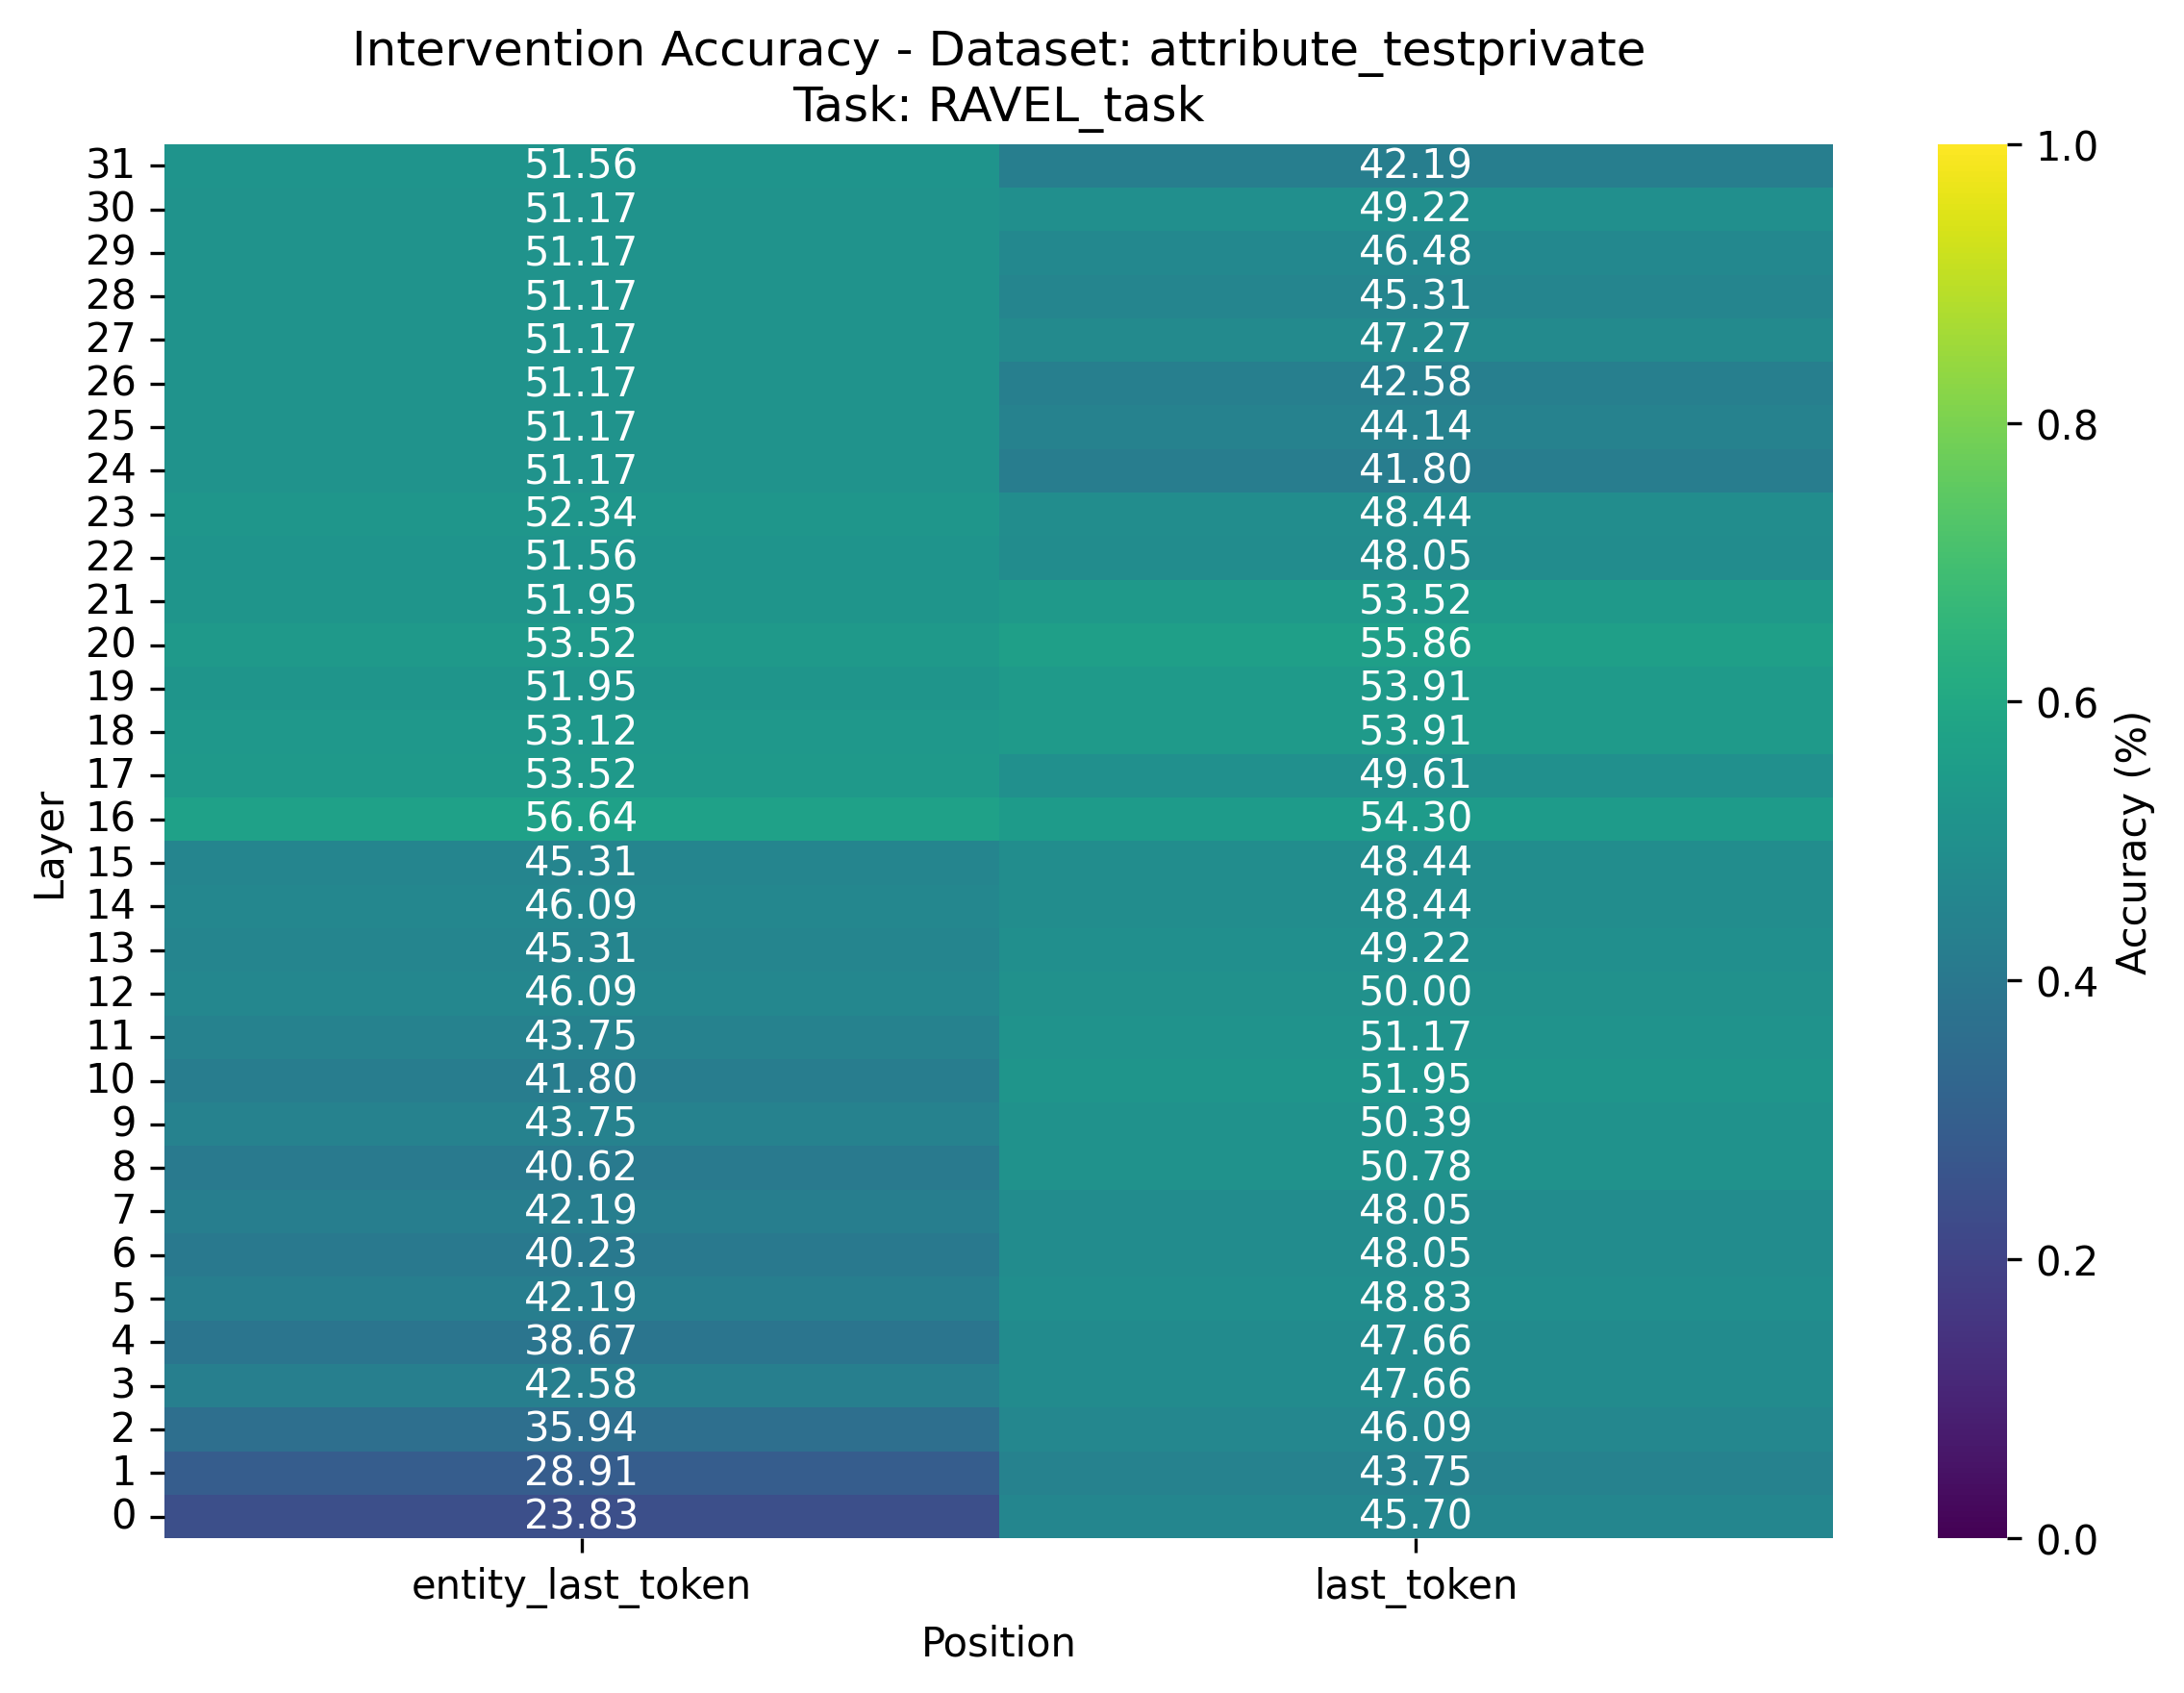 Intervention Accuracy - Dataset: attribute_testprivate
Task: RAVEL_task
31 51.56 42.19
30 51.17 49.22
29 51.17 46.48
28 51.17 45.31
27 51.17 47.27
26 51.17 42.58
25 51.17 44.14
24 51.17 41.80
23 52.34 48.44
22 51.56 48.05
21 51.95 53.52
20 53.52 55.86
19 51.95 53.91
18 53.12 53.91
17 53.52 49.61
16 56.64 54.30
15 45.31 48.44
14 46.09 48.44
13 45.31 49.22
12 46.09 50.00
11 43.75 51.17
10 41.80 51.95
9 43.75 50.39
8 40.62 50.78
7 42.19 48.05
6 40.23 48.05
5 42.19 48.83
4 38.67 47.66
3 42.58 47.66
2 35.94 46.09
1 28.91 43.75
0 23.83 45.70
Layer
entity_last_token last_token
Position
1.0
0.8
0.6
0.4
0.2
0.0
Accuracy (%)